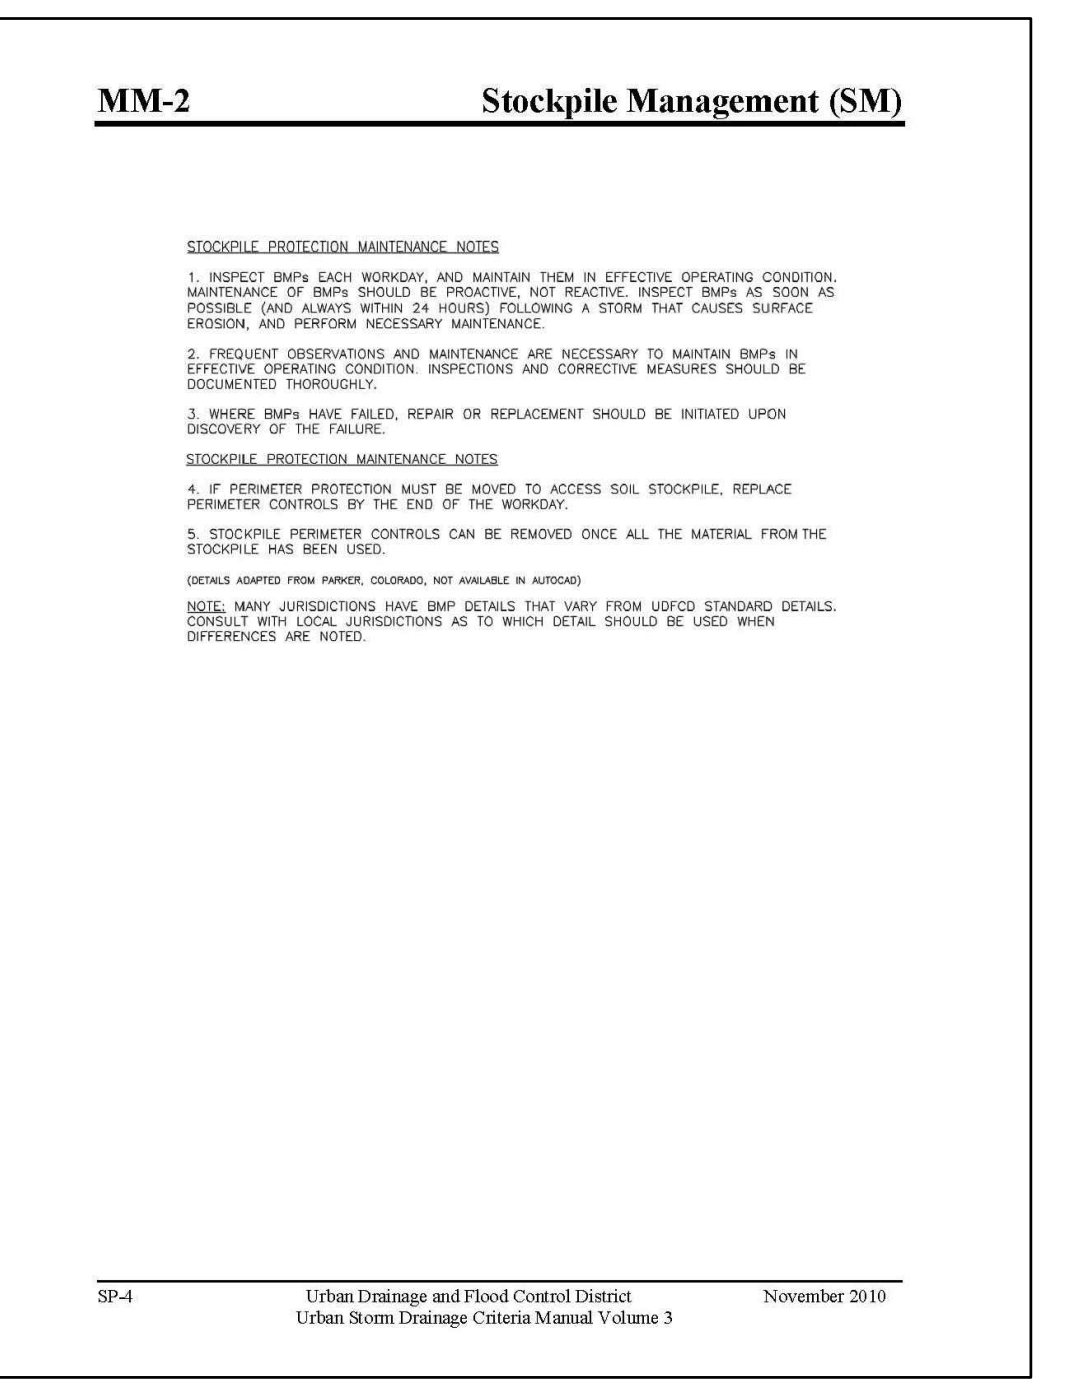 MM-2 Stockpile Management (SM)
STOCKPILE PROTECTION MAINTENANCE NOTES
1. INSPECT BMPs EACH WORKDAY, AND MAINTAIN THEM IN EFFECTIVE OPERATING CONDITION.
MAINTENANCE OF BMPs SHOULD BE PROACTIVE, NOT REACTIVE. INSPECT BMPs AS SOON AS
POSSIBLE (AND ALWAYS WITHIN 24 HOURS) FOLLOWING A STORM THAT CAUSES SURFACE
EROSION, AND PERFORM NECESSARY MAINTENANCE.
2. FREQUENT OBSERVATIONS AND MAINTENANCE ARE NECESSARY TO MAINTAIN BMPs IN
EFFECTIVE OPERATING CONDITION. INSPECTIONS AND CORRECTIVE MEASURES SHOULD BE
DOCUMENTED THOROUGHLY.
3. WHERE BMPs HAVE FAILED, REPAIR OR REPLACEMENT SHOULD BE INITIATED UPON
DISCOVERY OF THE FAILURE.
STOCKPILE PROTECTION MAINTENANCE NOTES
4. IF PERIMETER PROTECTION MUST BE MOVED TO ACCESS SOIL STOCKPILE, REPLACE
PERIMETER CONTROLS BY THE END OF THE WORKDAY.
5. STOCKPILE PERIMETER CONTROLS CAN BE REMOVED ONCE ALL THE MATERIAL FROM THE
STOCKPILE HAS BEEN USED.
(DETAILS ADAPTED FROM PARKER, COLORADO, NOT AVAILABLE IN AUTOCAD)
NOTE: MANY JURISDICTIONS HAVE BMP DETAILS THAT VARY FROM UDFCD STANDARD DETAILS.
CONSULT WITH LOCAL JURISDICTIONS AS TO WHICH DETAIL SHOULD BE USED WHEN
DIFFERENCES ARE NOTED.
SP-4 Urban Drainage and Flood Control District November 2010
Urban Storm Drainage Criteria Manual Volume 3